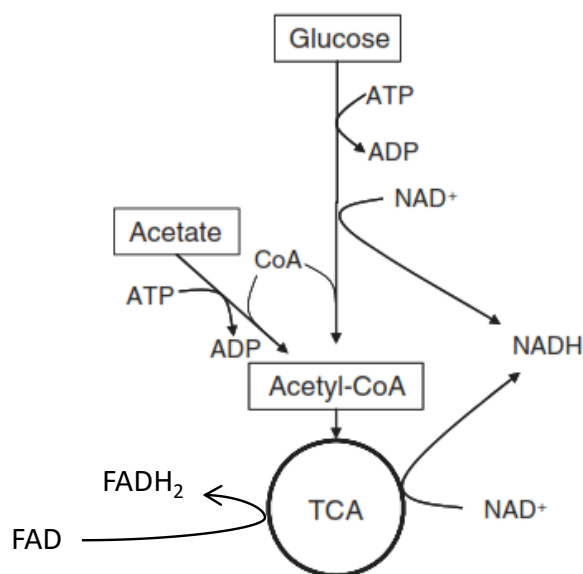 Glucose
ATP
ADP
NAD⁺
Acetate
CoA
ATP
ADP
NADH
Acetyl-CoA
FADH₂
TCA
NAD⁺
FAD